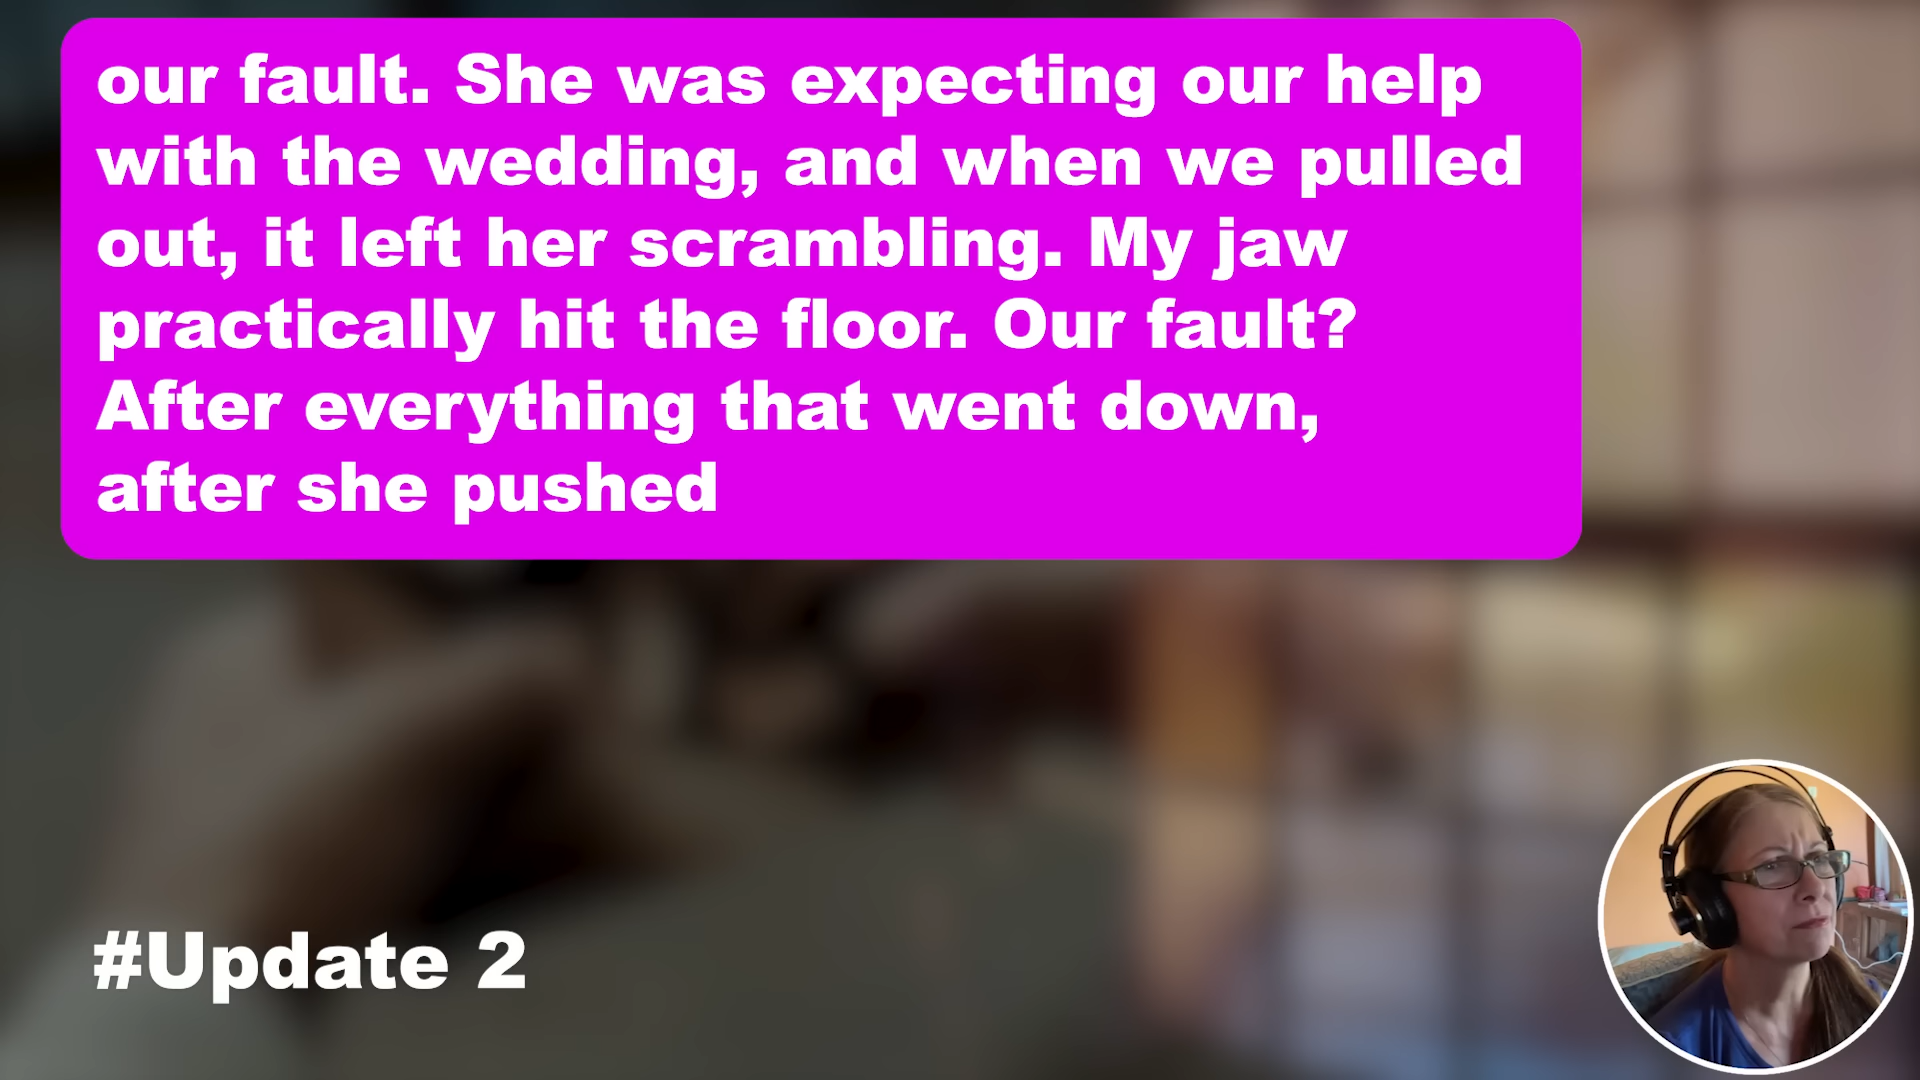 our fault. She was expecting our help
with the wedding, and when we pulled
out, it left her scrambling. My jaw
practically hit the floor. Our fault?
After everything that went down,
after she pushed
#Update 2